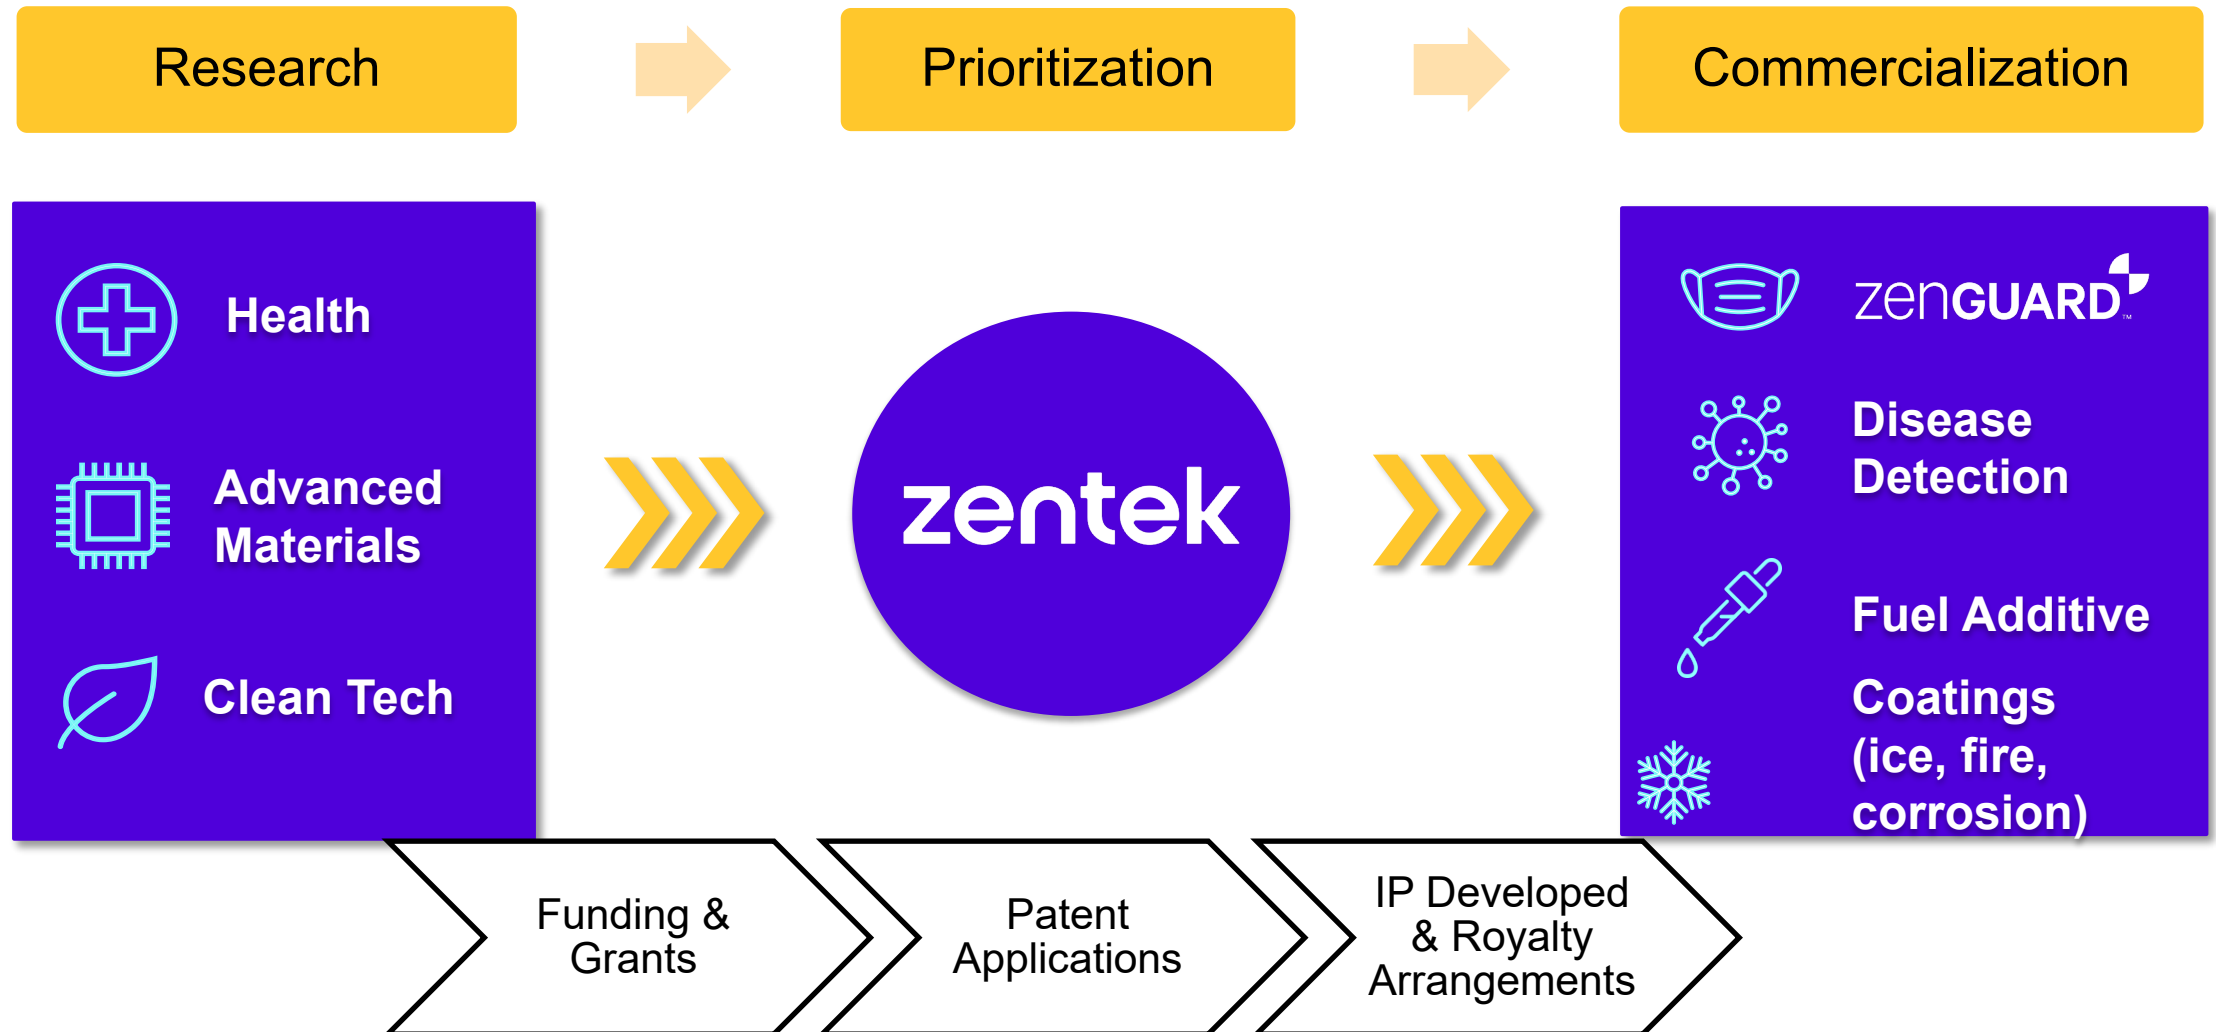 Research
Prioritization
Commercialization
Health
Advanced
Materials
Clean Tech
zentek
zenGUARD™
Disease
Detection
Fuel Additive
Coatings
(ice, fire,
corrosion)
Funding &
Grants
Patent
Applications
IP Developed
& Royalty
Arrangements